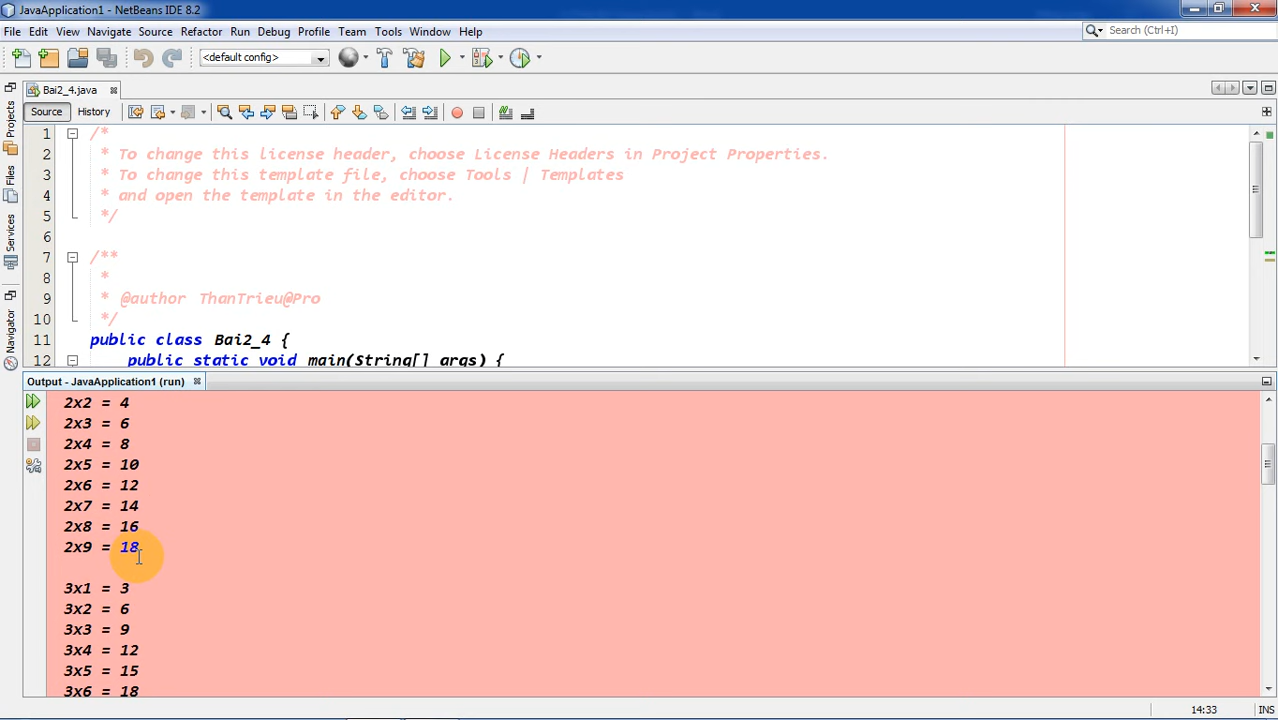 JavaApplication1 - NetBeans IDE 8.2
File Edit View Navigate Source Refactor Run Debug Profile Team Tools Window Help
Search (Ctrl+I)
<default config>
Bai2_4.java
Source History
Projects
Files
Services
Navigator
1 /*
2 * To change this license header, choose License Headers in Project Properties.
3 * To change this template file, choose Tools | Templates
4 * and open the template in the editor.
5 */
6
7 /**
8 *
9 * @author ThanTrieu@Pro
10 */
11 public class Bai2_4 {
12 public static void main(String[] args) {
Output - JavaApplication1 (run)
2x2 = 4
2x3 = 6
2x4 = 8
2x5 = 10
2x6 = 12
2x7 = 14
2x8 = 16
2x9 = 18
3x1 = 3
3x2 = 6
3x3 = 9
3x4 = 12
3x5 = 15
3x6 = 18
14:33 INS